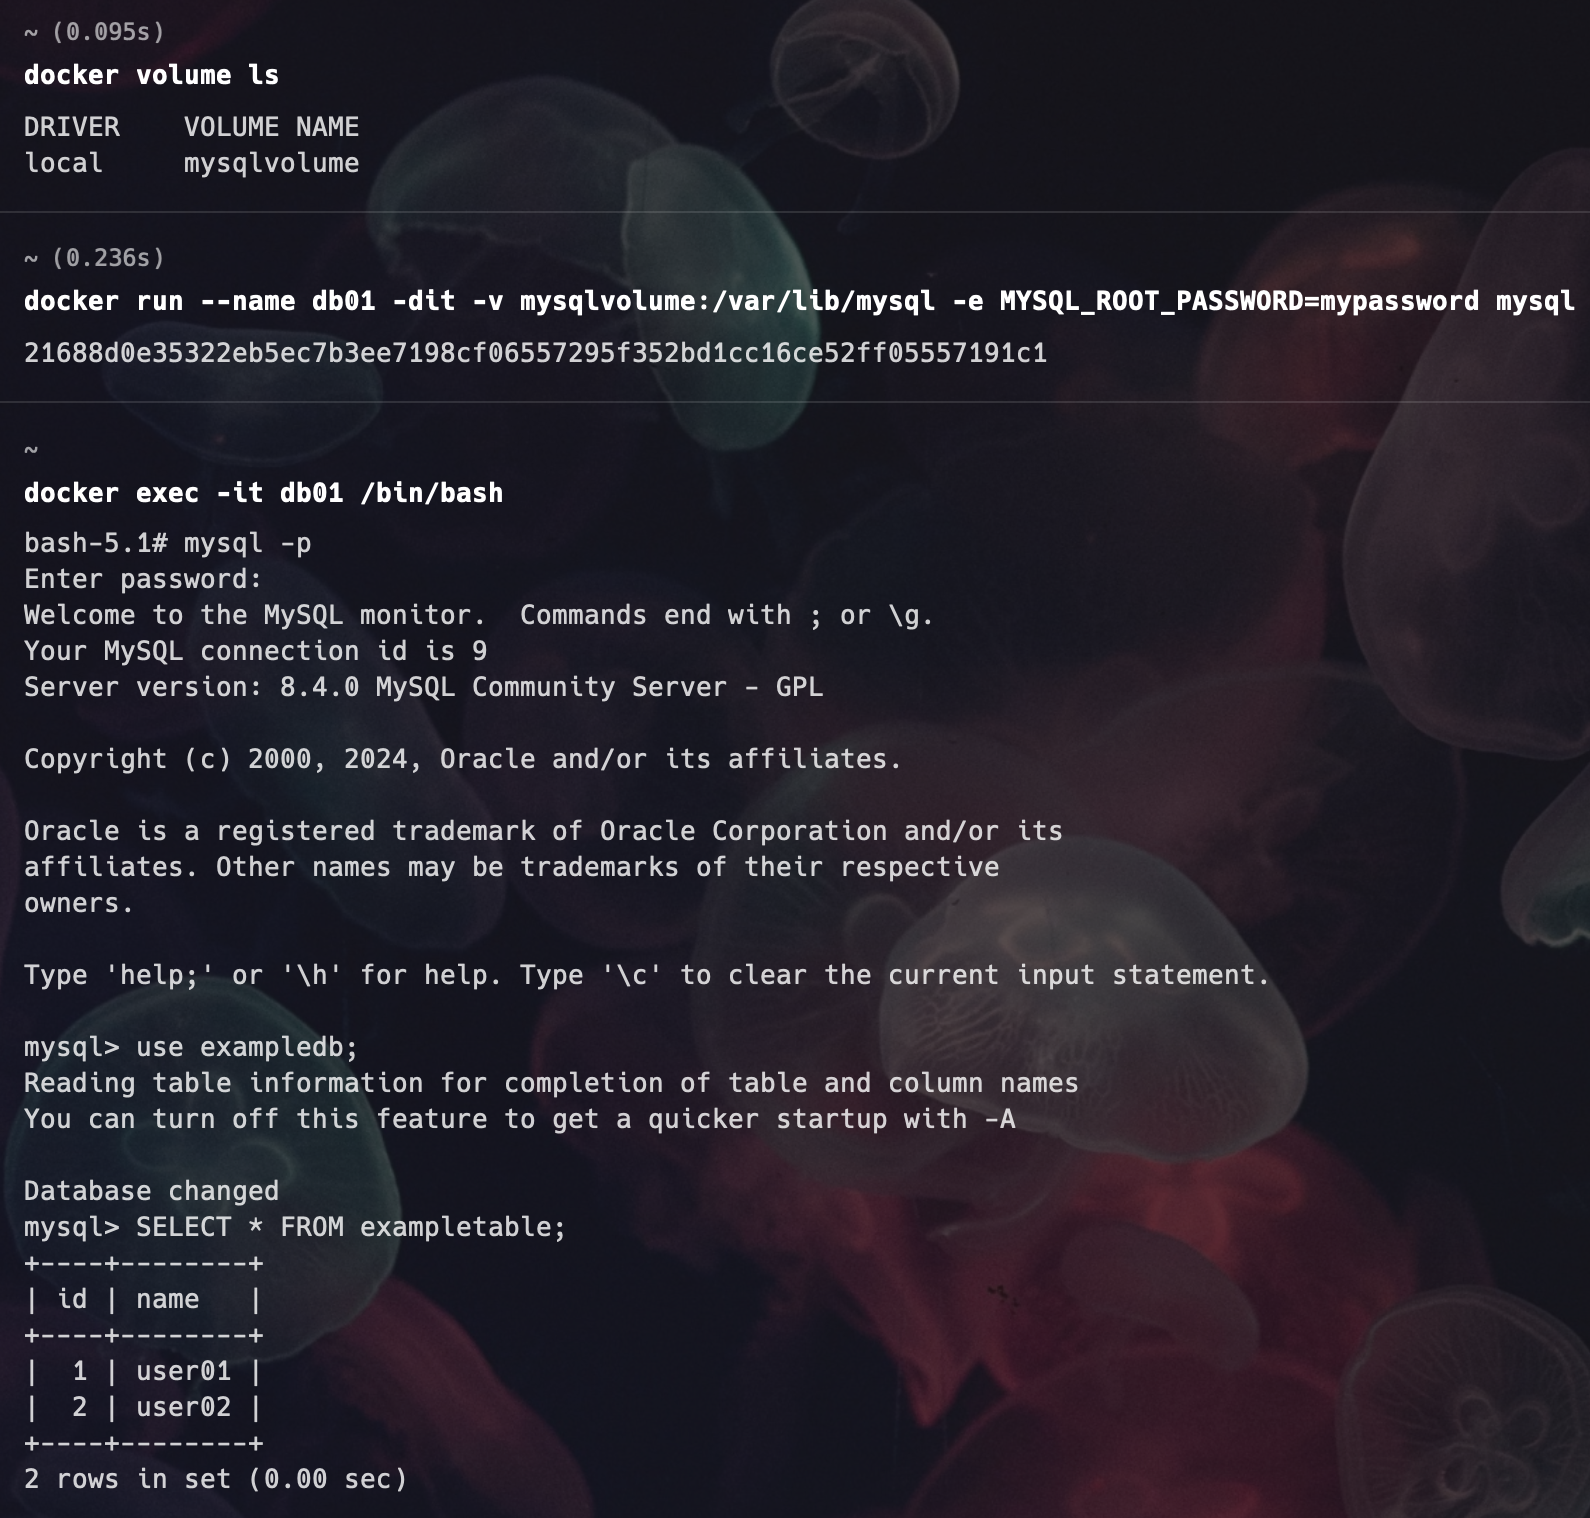 ~ (0.095s)
docker volume ls
DRIVER    VOLUME NAME
local     mysqlvolume
~ (0.236s)
docker run --name db01 -dit -v mysqlvolume:/var/lib/mysql -e MYSQL_ROOT_PASSWORD=mypassword mysql
21688d0e35322eb5ec7b3ee7198cf06557295f352bd1cc16ce52ff05557191c1
~
docker exec -it db01 /bin/bash
bash-5.1# mysql -p
Enter password:
Welcome to the MySQL monitor.  Commands end with ; or \g.
Your MySQL connection id is 9
Server version: 8.4.0 MySQL Community Server - GPL
Copyright (c) 2000, 2024, Oracle and/or its affiliates.
Oracle is a registered trademark of Oracle Corporation and/or its
affiliates. Other names may be trademarks of their respective
owners.
Type 'help;' or '\h' for help. Type '\c' to clear the current input statement.
mysql> use exampledb;
Reading table information for completion of table and column names
You can turn off this feature to get a quicker startup with -A
Database changed
mysql> SELECT * FROM exampletable;
+----+--------+
| id | name   |
+----+--------+
|  1 | user01 |
|  2 | user02 |
+----+--------+
2 rows in set (0.00 sec)